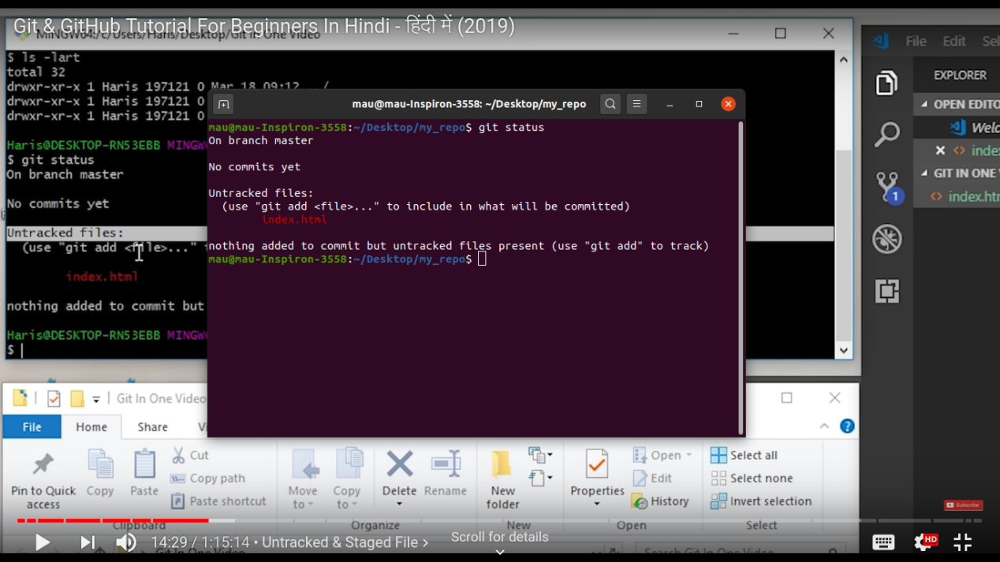 Git & GitHub Tutorial For Beginners In Hindi - हिंदी में (2019)
MINGW64:/c/Users/Haris/Desktop/Git In One Video
$ ls -lart
total 32
drwxr-xr-x 1 Haris 197121 0 Mar 18 09:12 ../
drwxr-xr-x 1 Haris 197121 0
drwxr-xr-x 1 Haris 197121 0
Haris@DESKTOP-RN53EBB MINGW
$ git status
On branch master
No commits yet
Untracked files:
(use "git add <file>..."
index.html
nothing added to commit but
Haris@DESKTOP-RN53EBB MINGW
$
mau@mau-Inspiron-3558: ~/Desktop/my_repo
mau@mau-Inspiron-3558:~/Desktop/my_repo$ git status
On branch master
No commits yet
Untracked files:
(use "git add <file>..." to include in what will be committed)
index.html
nothing added to commit but untracked files present (use "git add" to track)
mau@mau-Inspiron-3558:~/Desktop/my_repo$
File Edit Sel
EXPLORER
OPEN EDITO
Welc
index
GIT IN ONE
index.ht
1
Git In One Video
File Home Share Vi
Pin to Quick access
Copy
Paste
Cut
Copy path
Paste shortcut
Clipboard
Move to
Copy to
Delete
Rename
Organize
New folder
New
Properties
Open
Edit
History
Open
Select all
Select none
Invert selection
Select
Subscribe
14:29 / 1:15:14 • Untracked & Staged File
Scroll for details
HD
Git In One Video
Search Git In One Video